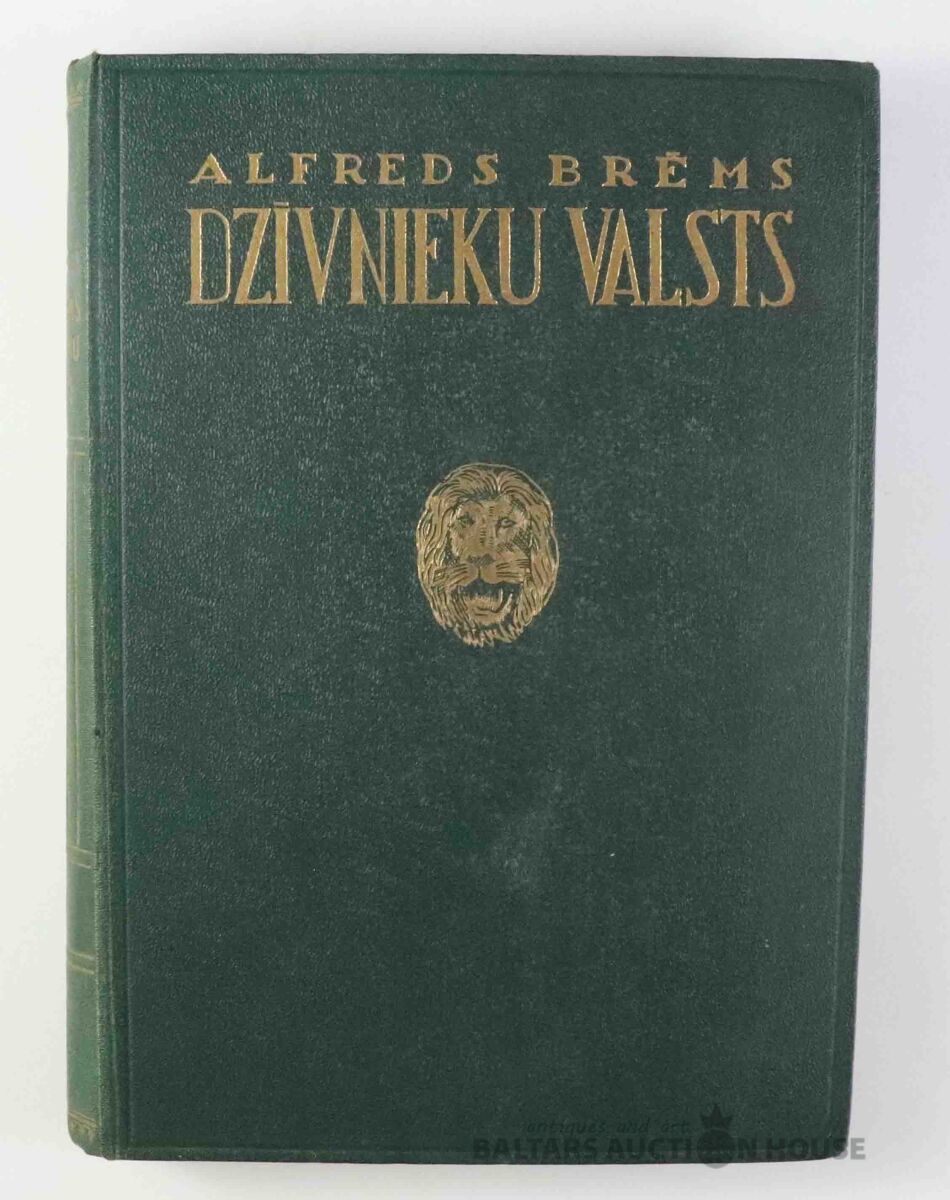 ALFREDS BRĒMS
DZĪVNIEKU VALSTS
antiques and art
BALTARS AUCTION HOUSE